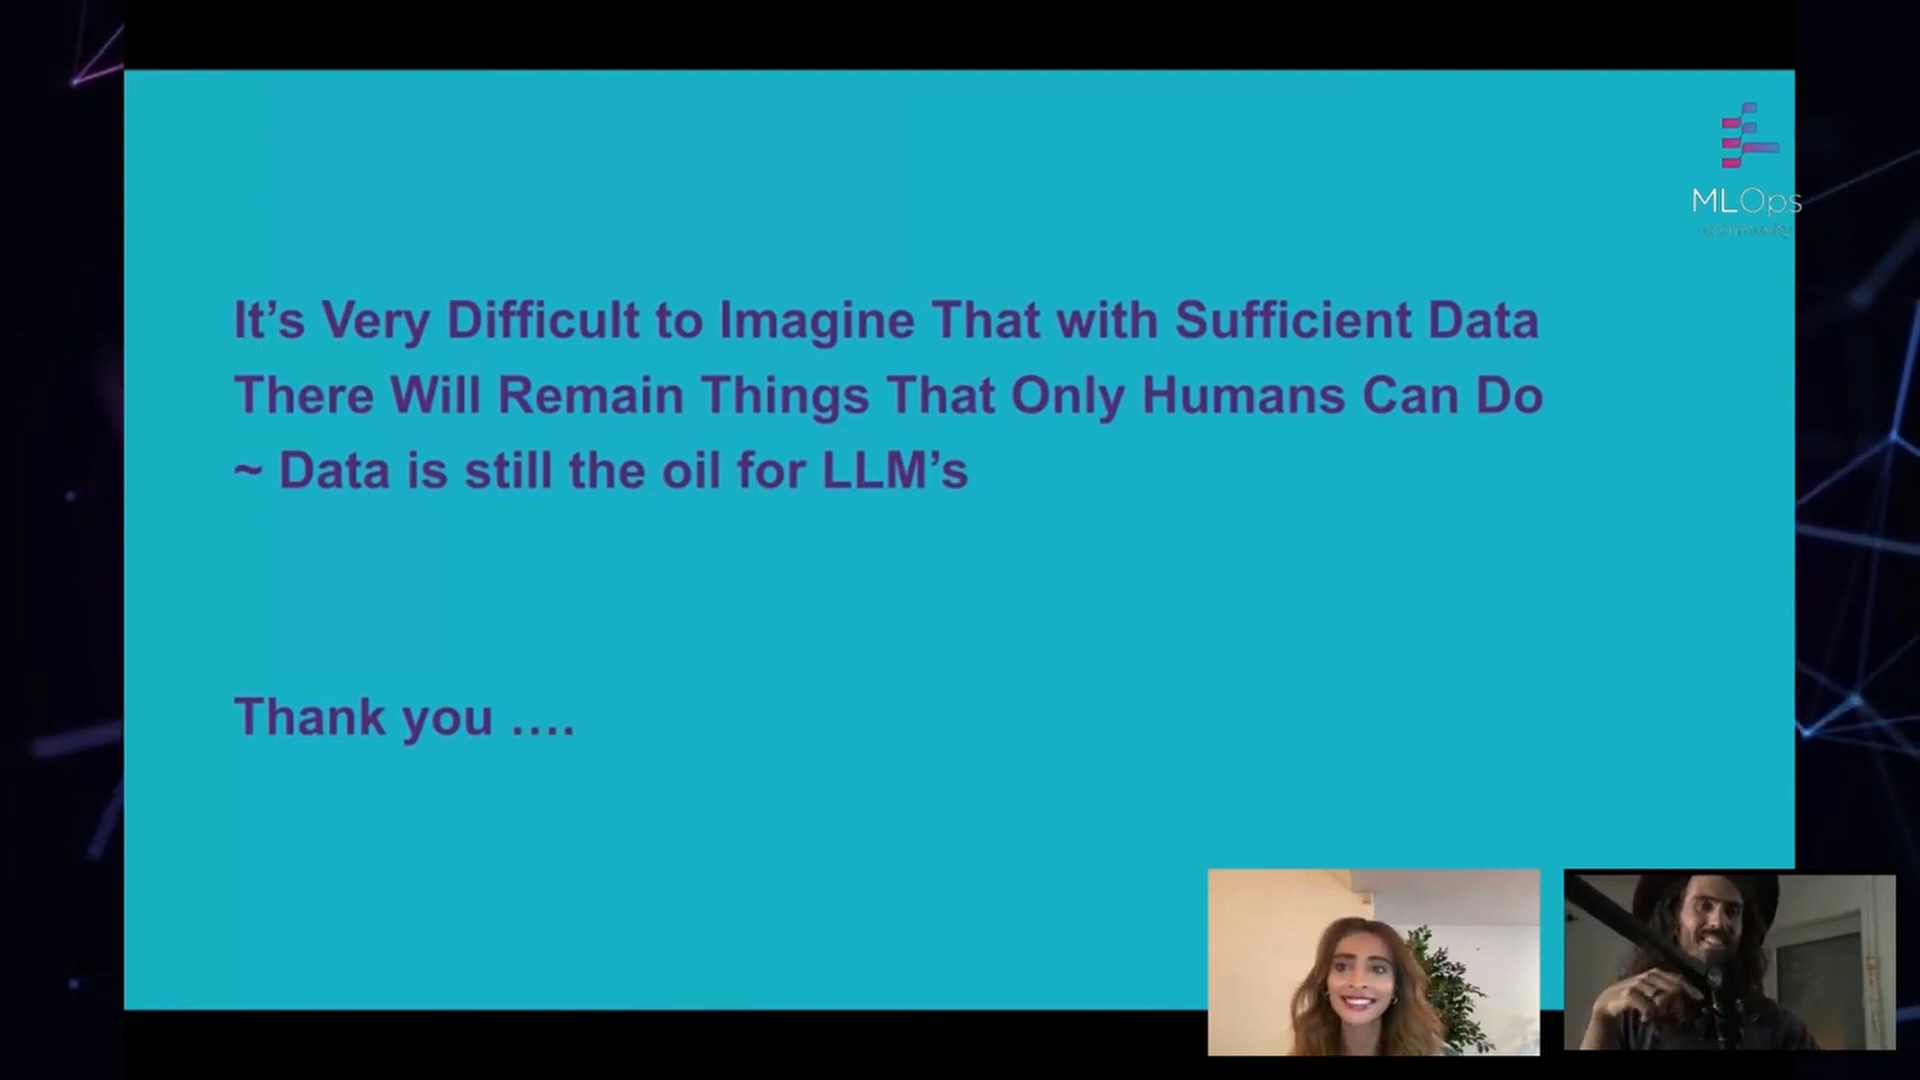 MLOps
It’s Very Difficult to Imagine That with Sufficient Data
There Will Remain Things That Only Humans Can Do
~ Data is still the oil for LLM’s
Thank you ....